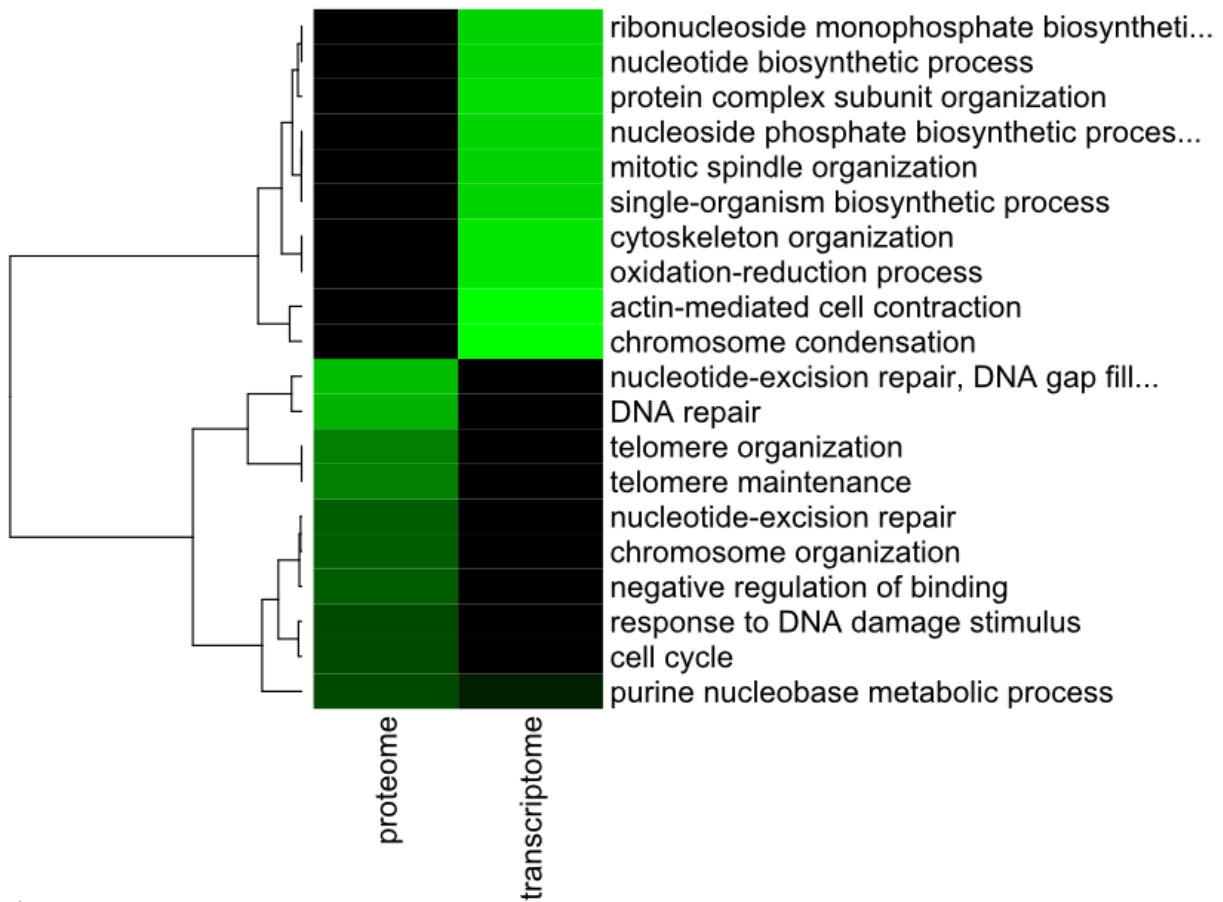 ribonucleoside monophosphate biosyntheti...
nucleotide biosynthetic process
protein complex subunit organization
nucleoside phosphate biosynthetic proces...
mitotic spindle organization
single-organism biosynthetic process
cytoskeleton organization
oxidation-reduction process
actin-mediated cell contraction
chromosome condensation
nucleotide-excision repair, DNA gap fill...
DNA repair
telomere organization
telomere maintenance
nucleotide-excision repair
chromosome organization
negative regulation of binding
response to DNA damage stimulus
cell cycle
purine nucleobase metabolic process
proteome
transcriptome